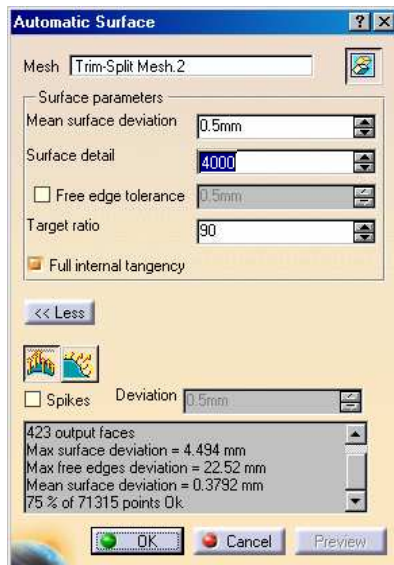 Automatic Surface
Mesh Trim-Split Mesh.2
Surface parameters
Mean surface deviation 0.5mm
Surface detail 4000
Free edge tolerance 0.5mm
Target ratio 90
Full internal tangency
<< Less
Spikes Deviation 0.5mm
423 output faces
Max surface deviation = 4.494 mm
Max free edges deviation = 22.52 mm
Mean surface deviation = 0.3792 mm
75 % of 71315 points Ok
OK Cancel Preview